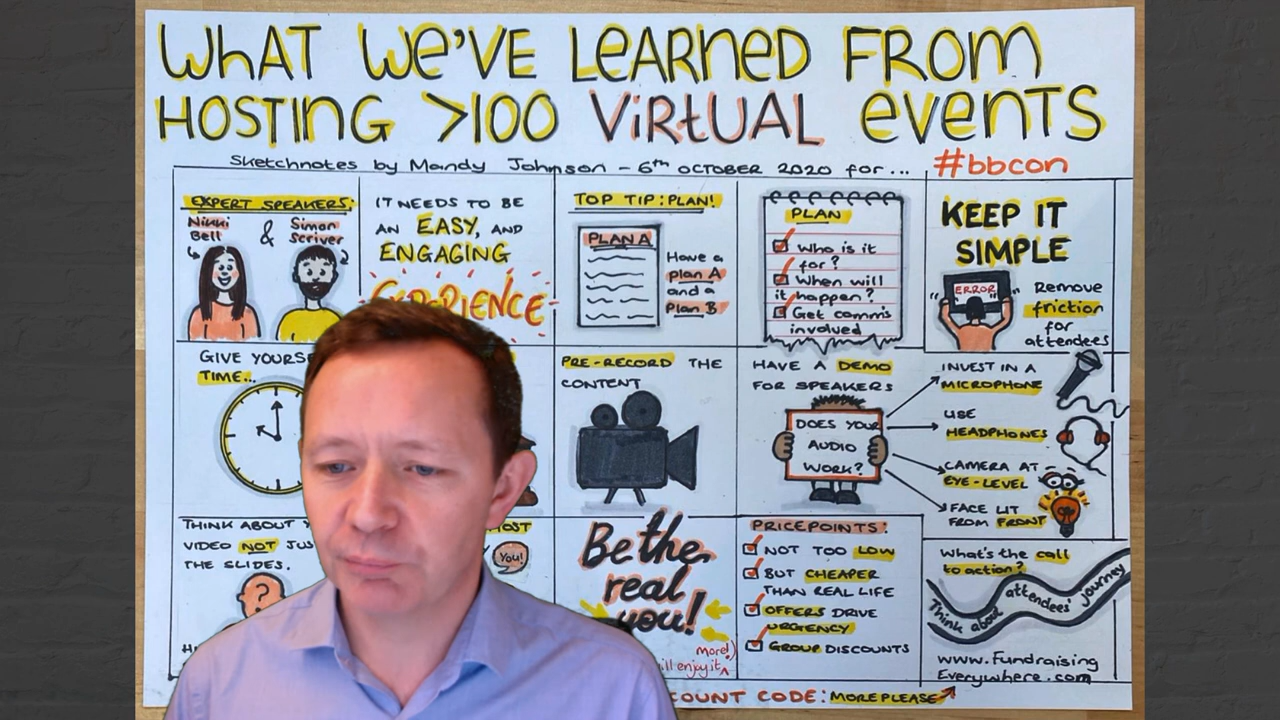 WHAT WE'VE LEARNED FROM
HOSTING >100 VIRTUAL EVENTS
Sketchnotes by Mandy Johnson - 6th OCTOBER 2020 for... #bbcon
EXPERT SPEAKERS:
Nikki
Bell
&
Simon
Scriver
IT NEEDS TO BE
AN EASY, AND
ENGAGING
EXPERIENCE
TOP TIP: PLAN!
PLAN A
Have a
plan A
and a
Plan B
PLAN
Who is it
for?
When will
it happen?
Get comms
involved
KEEP IT
SIMPLE
ERROR
Remove
friction
for
attendees
GIVE
TIME..
PRE-RECORD THE
CONTENT
HAVE A DEMO
FOR SPEAKERS
DOES YOUR
AUDIO
WORK?
INVEST IN A
MICROPHONE
USE
HEADPHONES
CAMERA AT
EYE-LEVEL
FACE LIT
FROM FRONT
THINK ABOUT
VIDEO NOT
THE SLIDES.
?
YOU!
Be the
real
you!
more!)
enjoy it
PRICEPOINTS:
NOT TOO LOW
BUT CHEAPER
THAN REAL LIFE
OFFERS DRIVE
URGENCY
GROUP DISCOUNTS
What's the call
to action?
Think about attendees' journey
www.Fundraising
Everywhere.com
CODE: MOREPLEASE